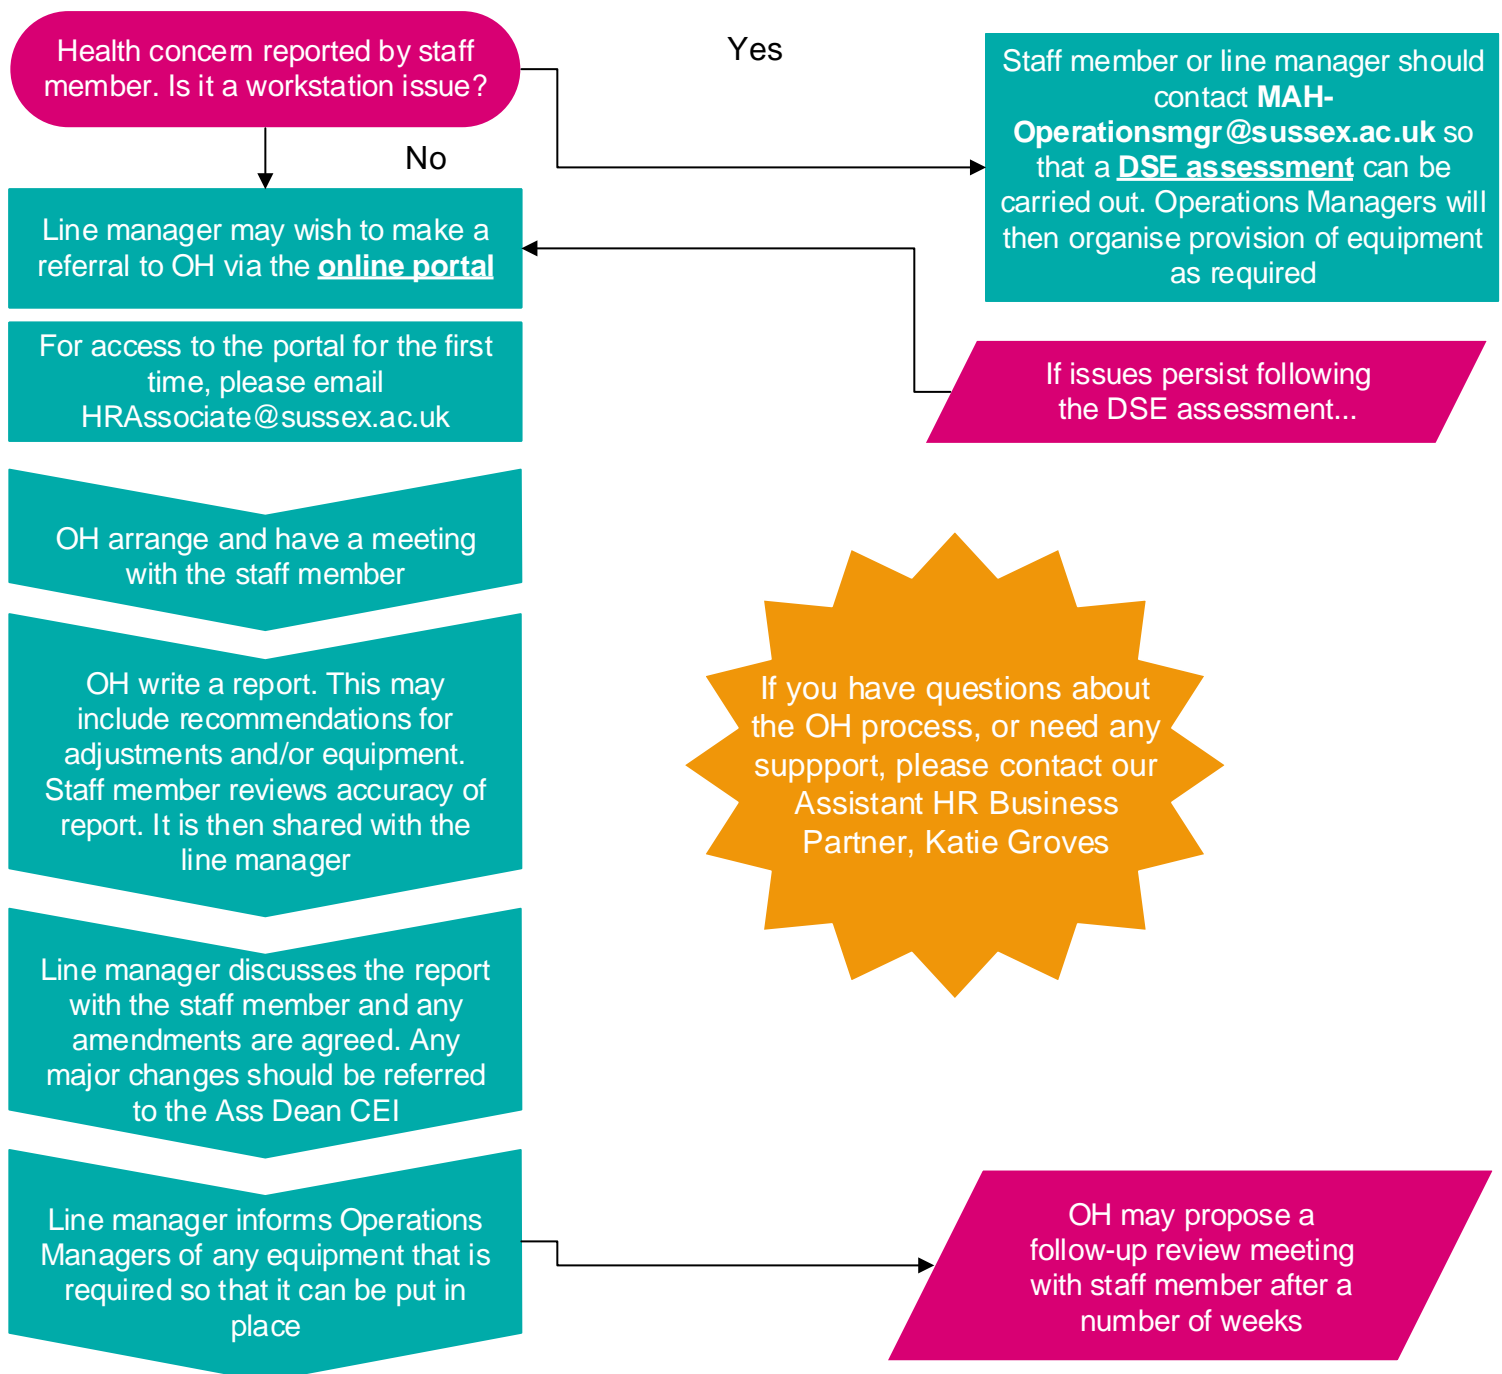 Health concern reported by staff
member. Is it a workstation issue?
Yes
No
Staff member or line manager should
contact MAH-
Operationsmgr@sussex.ac.uk so
that a DSE assessment can be
carried out. Operations Managers will
then organise provision of equipment
as required
Line manager may wish to make a
referral to OH via the online portal
For access to the portal for the first
time, please email
HRAssociate@sussex.ac.uk
If issues persist following
the DSE assessment...
OH arrange and have a meeting
with the staff member
OH write a report. This may
include recommendations for
adjustments and/or equipment.
Staff member reviews accuracy of
report. It is then shared with the
line manager
If you have questions about
the OH process, or need any
suppport, please contact our
Assistant HR Business
Partner, Katie Groves
Line manager discusses the report
with the staff member and any
amendments are agreed. Any
major changes should be referred
to the Ass Dean CEI
Line manager informs Operations
Managers of any equipment that is
required so that it can be put in
place
OH may propose a
follow-up review meeting
with staff member after a
number of weeks